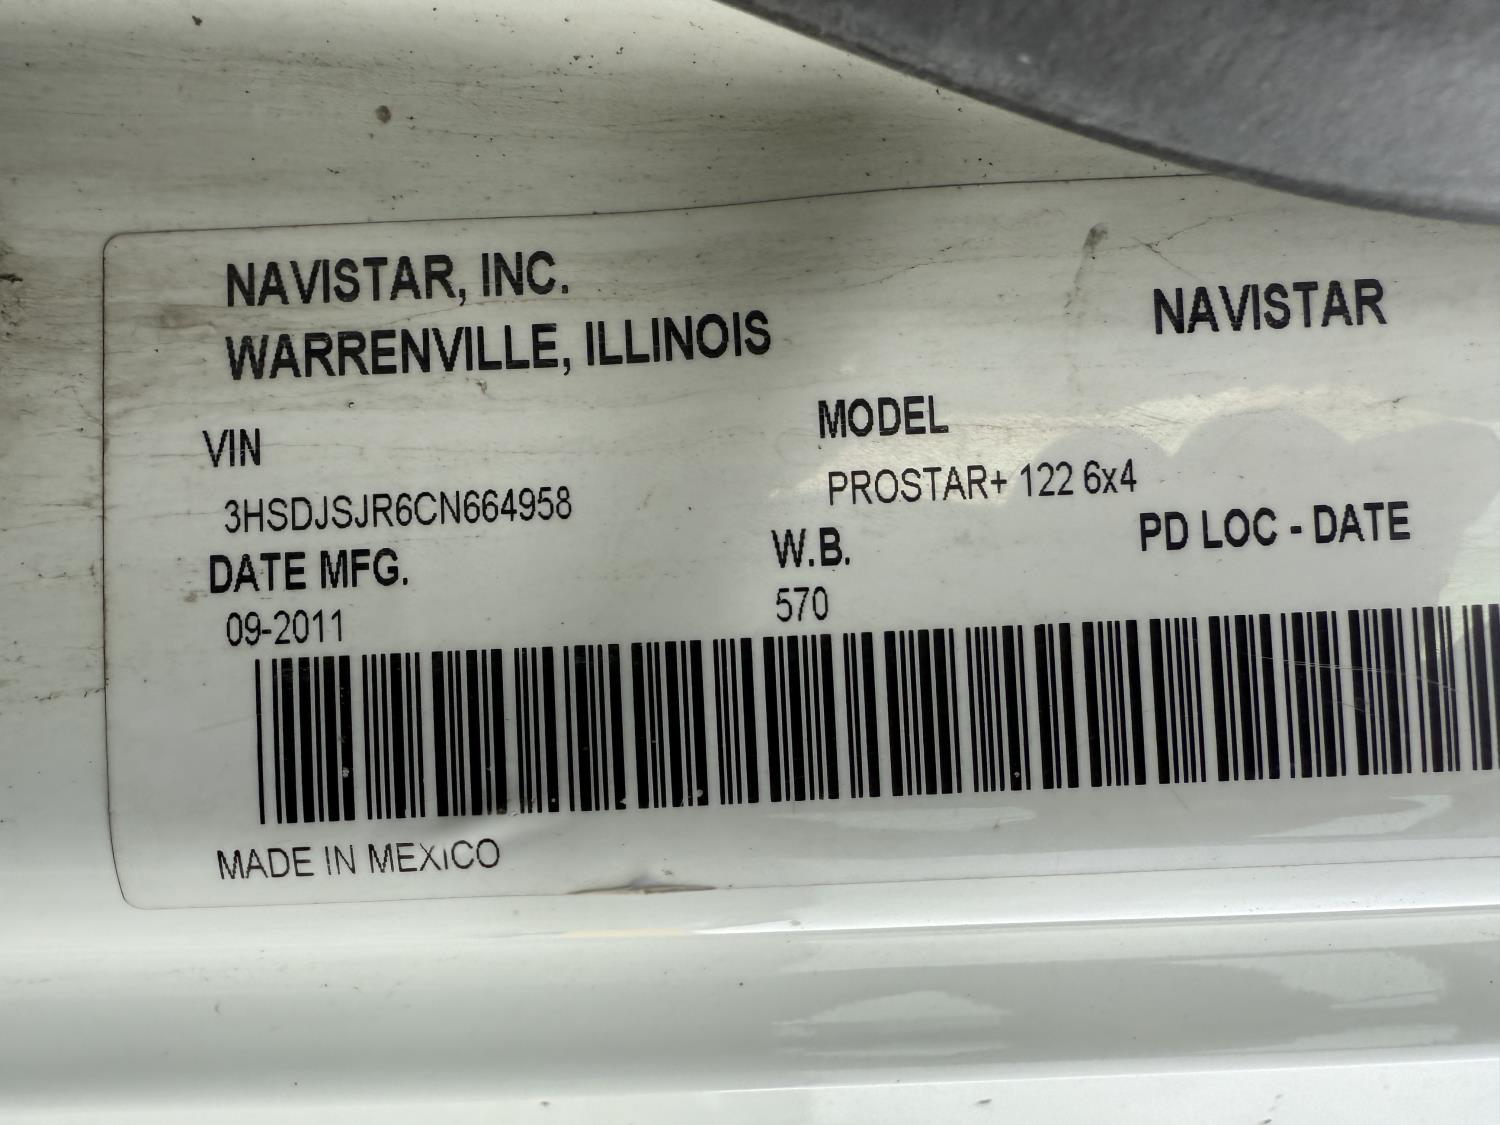 NAVISTAR, INC.
WARRENVILLE, ILLINOIS
NAVISTAR
VIN
3HSDJSJR6CN664958
MODEL
PROSTAR+ 122 6x4
DATE MFG.
09-2011
W.B.
570
PD LOC - DATE
MADE IN MEXICO